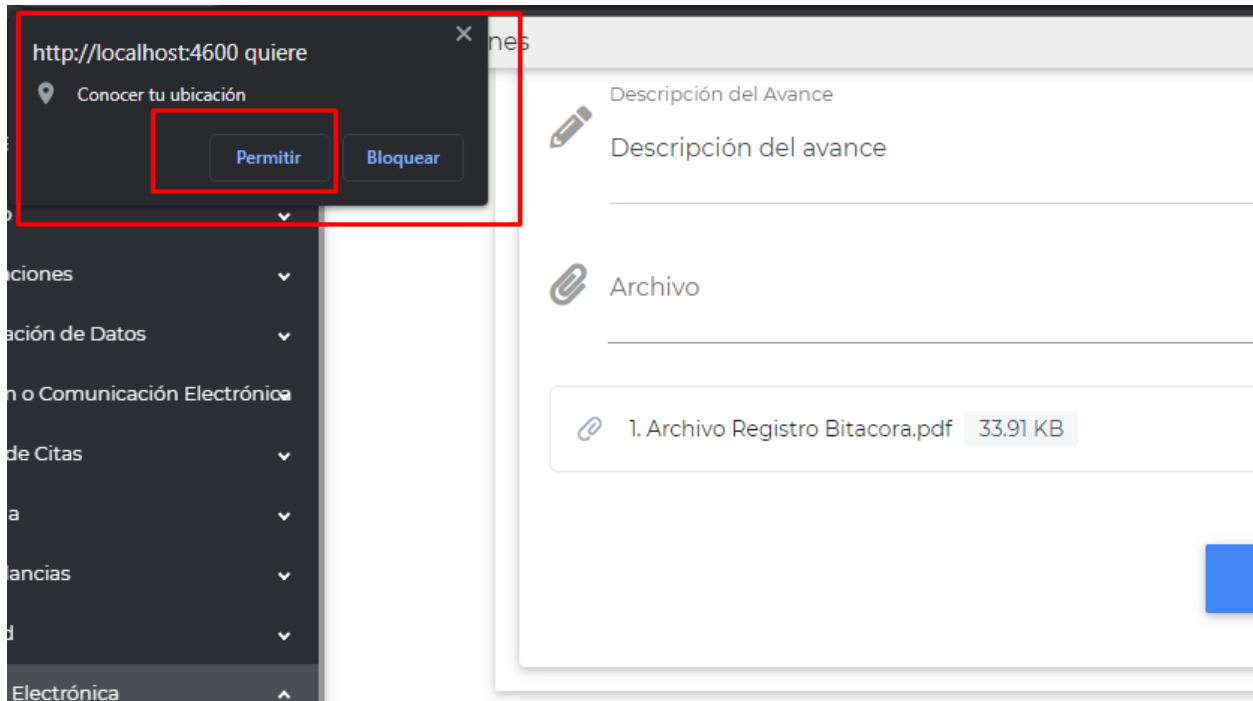 http://localhost:4600 quiere
Conocer tu ubicación
Permitir
Bloquear
nes
Descripción del Avance
Descripción del avance
Archivo
1. Archivo Registro Bitacora.pdf 33.91 KB
ciones
ación de Datos
n o Comunicación Electrónica
de Citas
a
lancias
d
Electrónica